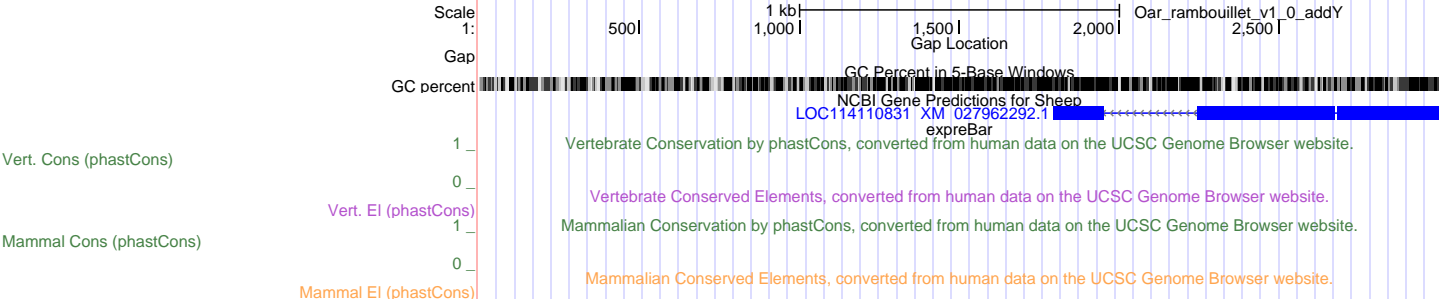 Scale 1 kb Oar_rambouillet_v1_0_addY
1: 500 1,000 1,500 2,000 2,500
Gap Location
Gap
GC Percent in 5-Base Windows
GC percent
NCBI Gene Predictions for Sheep
LOC114110831 XM_027962292.1
expreBar
1 _ Vertebrate Conservation by phastCons, converted from human data on the UCSC Genome Browser website.
Vert. Cons (phastCons)
0 _
Vertebrate Conserved Elements, converted from human data on the UCSC Genome Browser website.
Vert. El (phastCons)
1 _ Mammalian Conservation by phastCons, converted from human data on the UCSC Genome Browser website.
Mammal Cons (phastCons)
0 _
Mammalian Conserved Elements, converted from human data on the UCSC Genome Browser website.
Mammal El (phastCons)